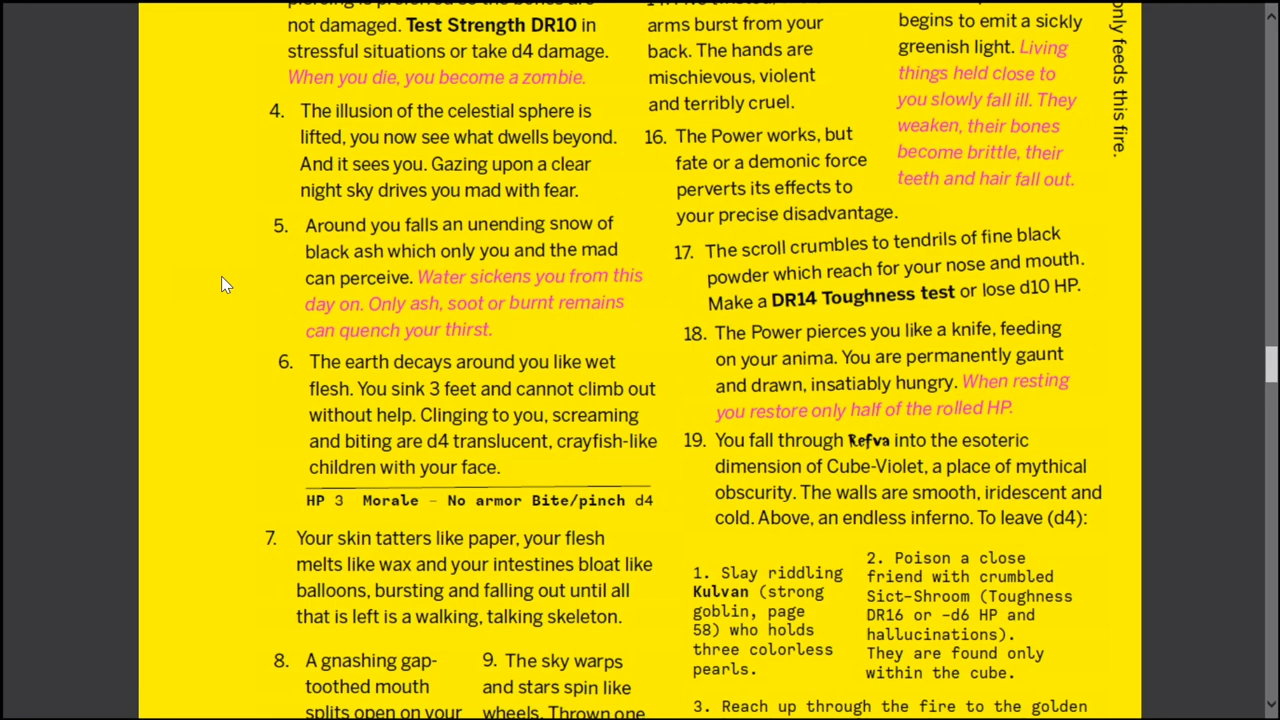 not damaged. Test Strength DR10 in
stressful situations or take d4 damage.
When you die, you become a zombie.
4. The illusion of the celestial sphere is
lifted, you now see what dwells beyond.
And it sees you. Gazing upon a clear
night sky drives you mad with fear.
5. Around you falls an unending snow of
black ash which only you and the mad
can perceive. Water sickens you from this
day on. Only ash, soot or burnt remains
can quench your thirst.
6. The earth decays around you like wet
flesh. You sink 3 feet and cannot climb out
without help. Clinging to you, screaming
and biting are d4 translucent, crayfish-like
children with your face.
HP 3 Morale – No armor Bite/pinch d4
7. Your skin tatters like paper, your flesh
melts like wax and your intestines bloat like
balloons, bursting and falling out until all
that is left is a walking, talking skeleton.
8. A gnashing gap-
toothed mouth
splits open on your
9. The sky warps
and stars spin like
wheels. Thrown one
arms burst from your
back. The hands are
mischievous, violent
and terribly cruel.
16. The Power works, but
fate or a demonic force
perverts its effects to
your precise disadvantage.
17. The scroll crumbles to tendrils of fine black
powder which reach for your nose and mouth.
Make a DR14 Toughness test or lose d10 HP.
18. The Power pierces you like a knife, feeding
on your anima. You are permanently gaunt
and drawn, insatiably hungry. When resting
you restore only half of the rolled HP.
19. You fall through Refva into the esoteric
dimension of Cube-Violet, a place of mythical
obscurity. The walls are smooth, iridescent and
cold. Above, an endless inferno. To leave (d4):
1. Slay riddling
Kulvan (strong
goblin, page
58) who holds
three colorless
pearls.
2. Poison a close
friend with crumbled
Sict-Shroom (Toughness
DR16 or –d6 HP and
hallucinations).
They are found only
within the cube.
3. Reach up through the fire to the golden
begins to emit a sickly
greenish light. Living
things held close to
you slowly fall ill. They
weaken, their bones
become brittle, their
teeth and hair fall out.
only feeds this fire.